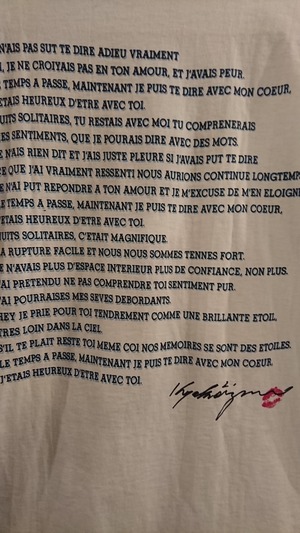 N'AIS PAS SUT TE DIRE ADIEU VRAIMENT
, JE NE CROIYAIS PAS EN TON AMOUR, ET J'AVAIS PEUR.
TEMPS A PASSE, MAINTENANT JE PUIS TE DIRE AVEC MON COEUR,
ETAIS HEUREUX D'ETRE AVEC TOI.
UITS SOLITAIRES, TU RESTAIS AVEC MOI TU COMPRENERAIS
ES SENTIMENTS, QUE JE POURAIS DIRE AVEC DES MOTS.
E N'AIS RIEN DIT ET J'AIS JUSTE PLEURE SI J'AVAIS PUT TE DIRE
E QUE J'AI VRAIMENT RESSENTI NOUS AURIONS CONTINUE LONGTEMPS
E N'AI PUT REPONDRE A TON AMOUR ET JE M'EXCUSE DE M'EN ELOIGN
LE TEMPS A PASSE, MAINTENANT JE PUIS TE DIRE AVEC MON COEUR,
'ETAIS HEUREUX D'ETRE AVEC TOI.
UITS SOLITAIRES, C'ETAIT MAGNIFIQUE.
LA RUPTURE FACILE ET NOUS NOUS SOMMES TENNES FORT.
E N'AVAIS PLUS D'ESPACE INTERIEUR PLUS DE CONFIANCE, NON PLUS.
'AI PRETENDU NE PAS COMPRENDRE TOI SENTIMENT PUR.
'AI POURRAISES MES SEVES DEBORDANTS.
HEY JE PRIE POUR TOI TENDREMENT COMME UNE BRILLANTE ETOIL,
TRES LOIN DANS LA CIEL.
S'IL TE PLAIT RESTE TOI MEME COI NOS MEMOIRES SE SONT DES ETOILES.
LE TEMPS A PASSE, MAINTENANT JE PUIS TE DIRE AVEC MON COEUR.
J'ETAIS HEUREUX D'ETRE AVEC TOI.